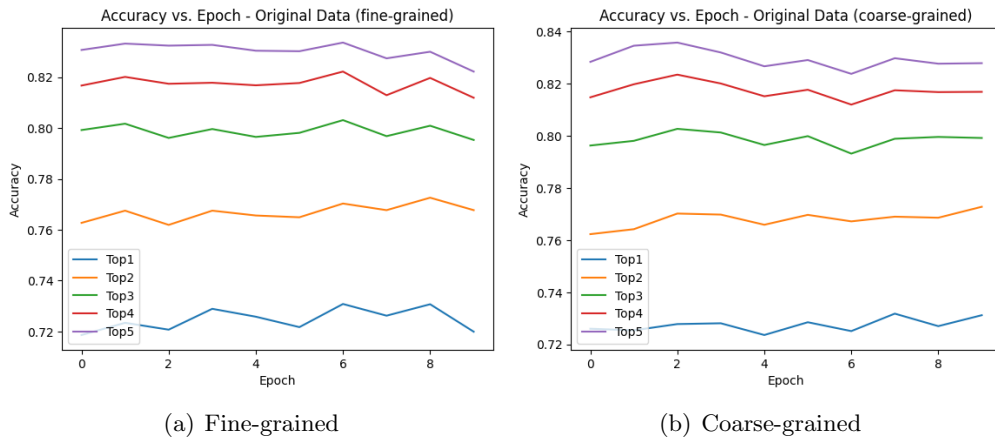 Accuracy vs. Epoch - Original Data (fine-grained)
Accuracy
0.82
0.80
0.78
0.76
0.74
0.72
Top1
Top2
Top3
Top4
Top5
0 2 4 6 8
Epoch
(a) Fine-grained
Accuracy vs. Epoch - Original Data (coarse-grained)
Accuracy
0.84
0.82
0.80
0.78
0.76
0.74
0.72
Top1
Top2
Top3
Top4
Top5
0 2 4 6 8
Epoch
(b) Coarse-grained